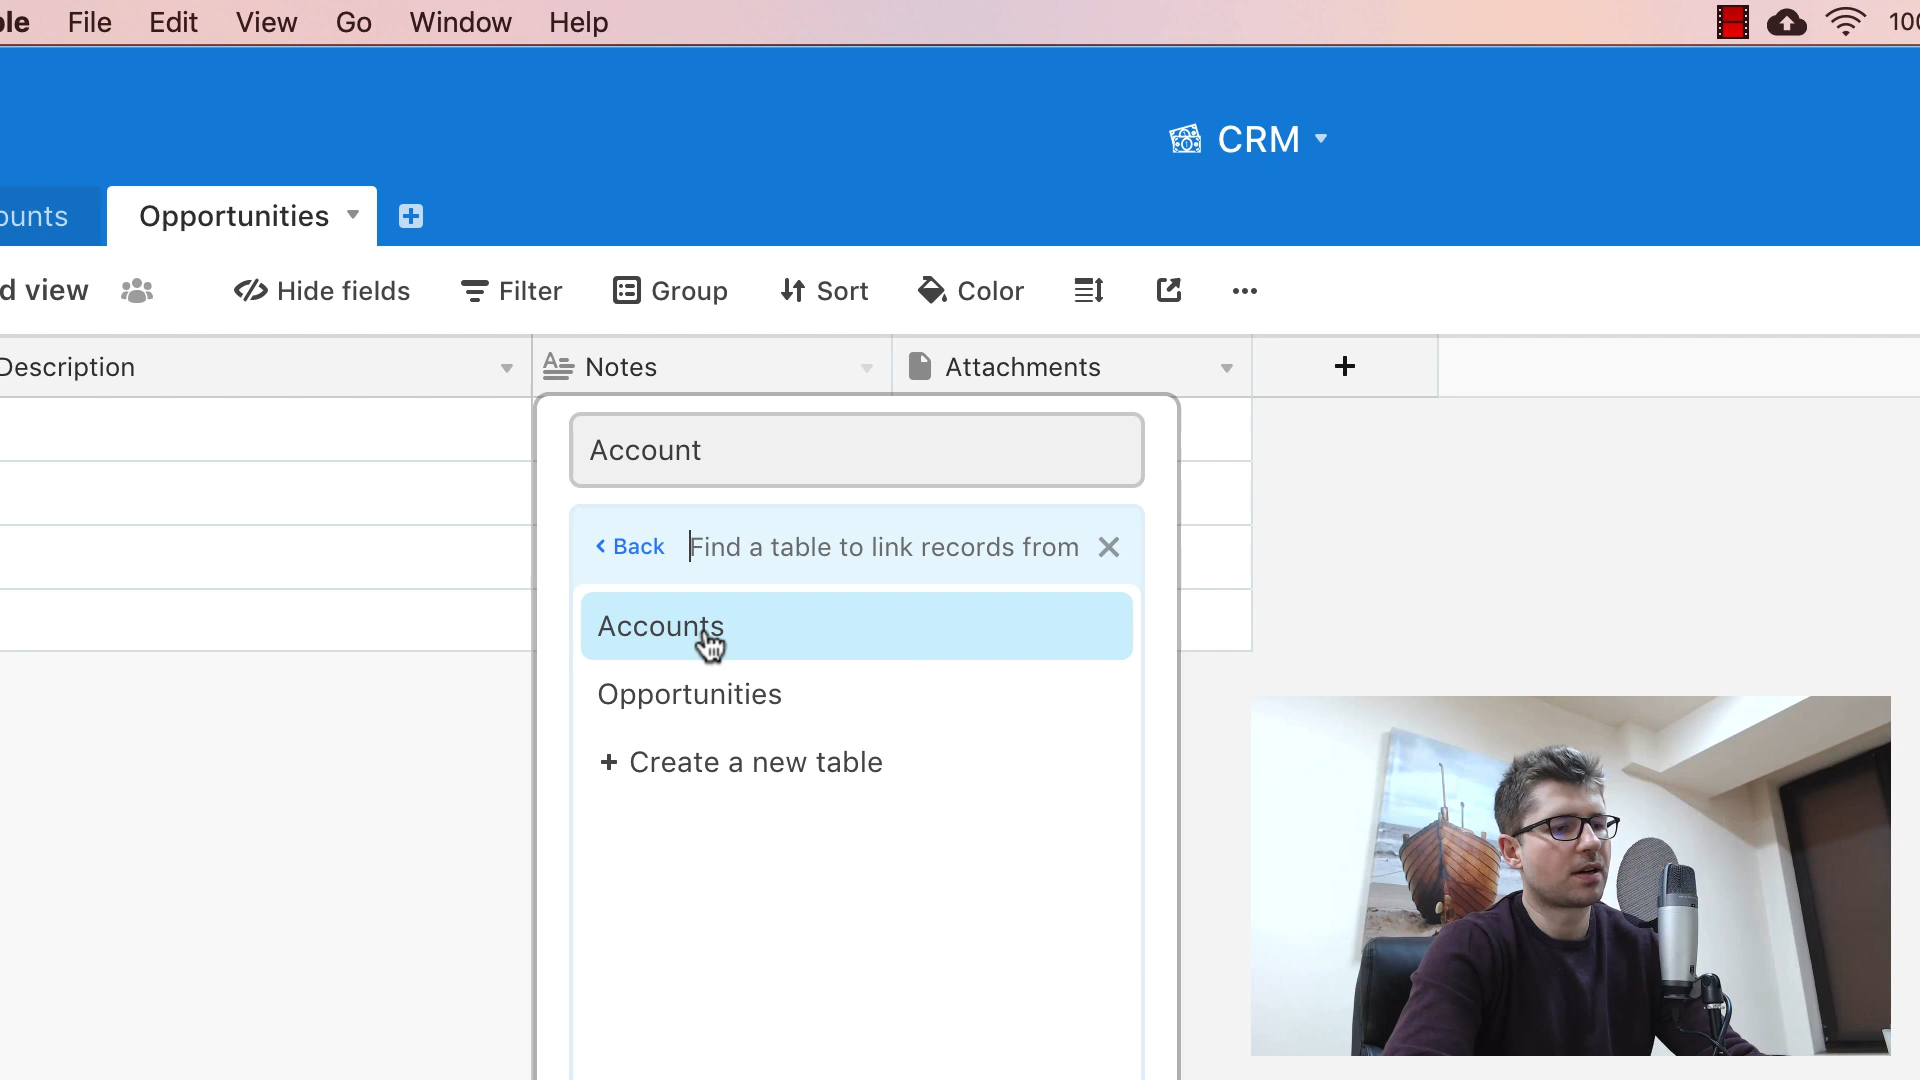 ble File Edit View Go Window Help 100
CRM
ounts Opportunities
d view Hide fields Filter Group Sort Color
Description Notes Attachments
Account
Back Find a table to link records from
Accounts
Opportunities
+ Create a new table